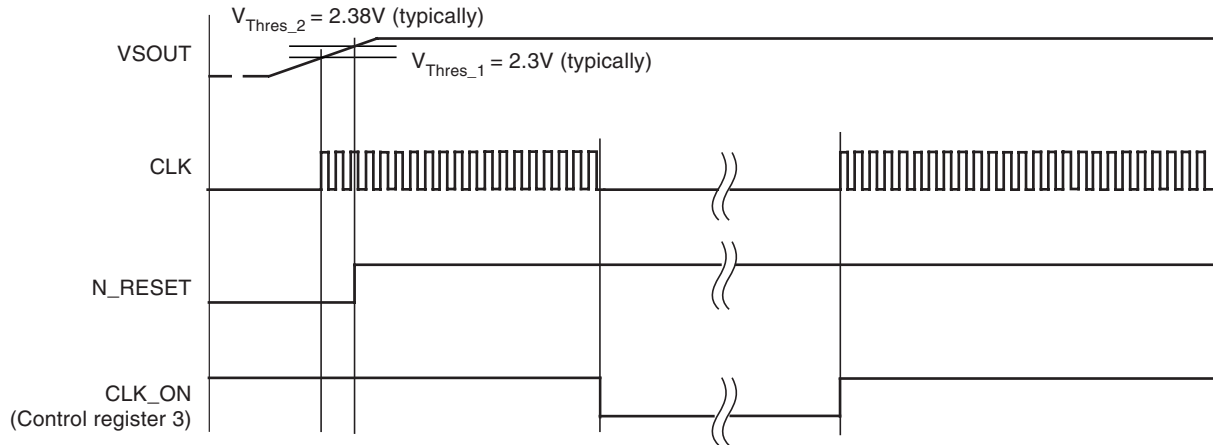 V_Thres_2 = 2.38V (typically)
VSOUT
V_Thres_1 = 2.3V (typically)
CLK
N_RESET
CLK_ON
(Control register 3)